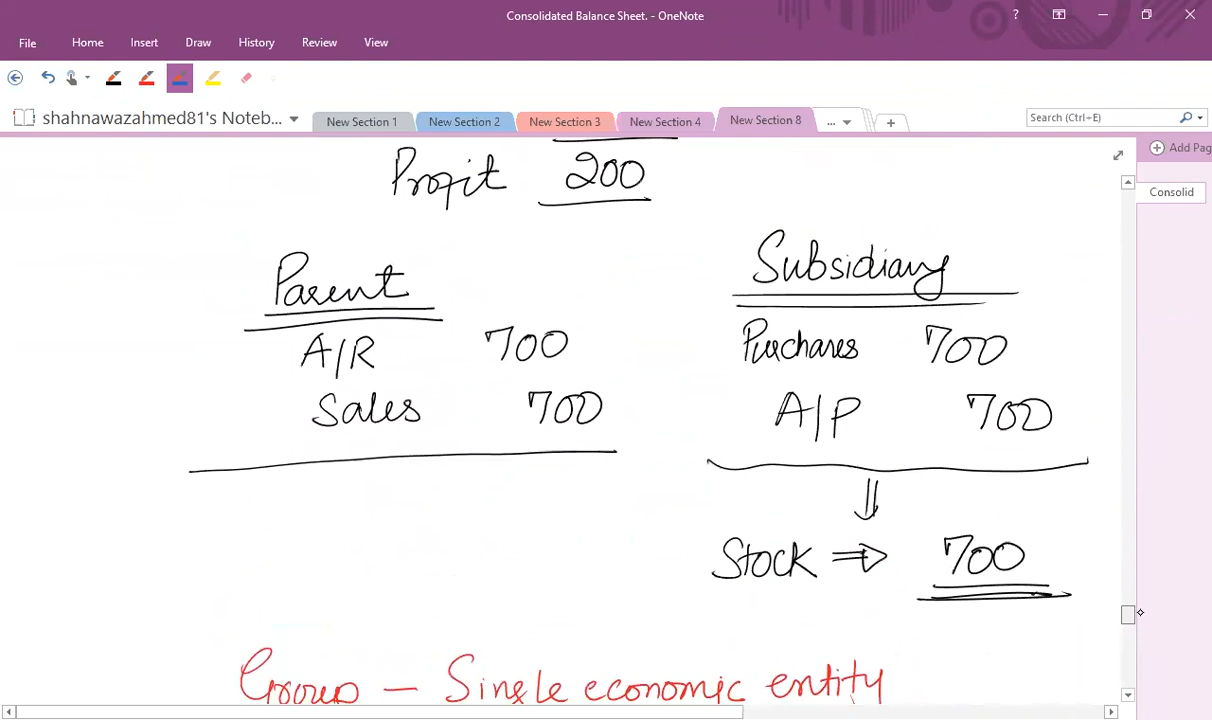 Consolidated Balance Sheet. - OneNote
?
File Home Insert Draw History Review View
shahnawazahmed81's Noteb... New Section 1 New Section 2 New Section 3 New Section 4 New Section 8 ... Search (Ctrl+E)
Add Pag
Consolid
Profit 200
Parent
A/R 700
Sales 700
Subsidiary
Purchases 700
A/P 700
Stock ⇒ 700
Group - Single economic entity